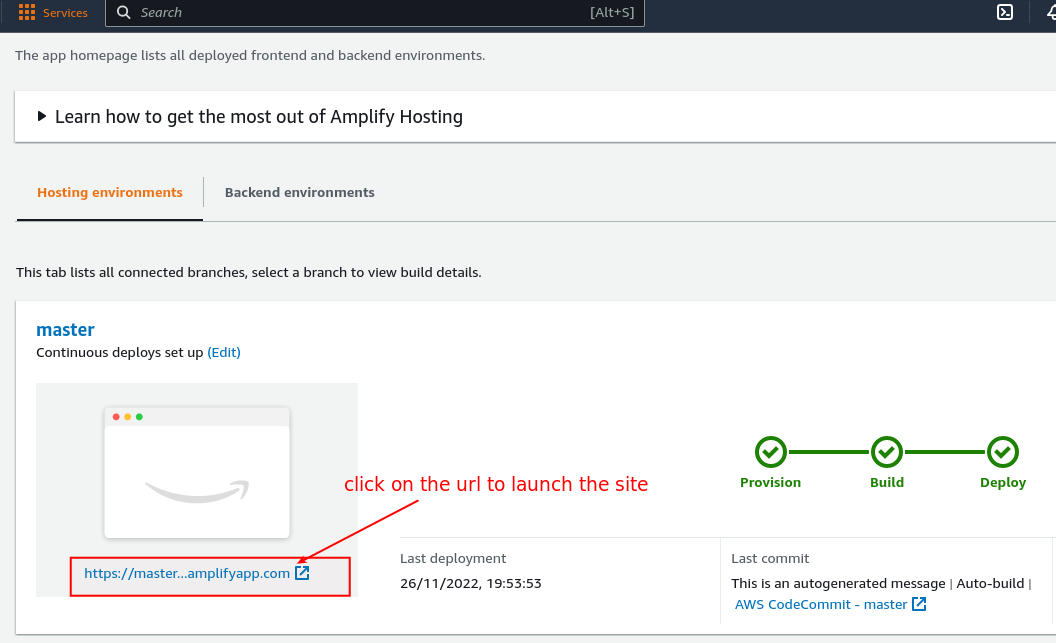 Services Search [Alt+S]
The app homepage lists all deployed frontend and backend environments.
Learn how to get the most out of Amplify Hosting
Hosting environments Backend environments
This tab lists all connected branches, select a branch to view build details.
master
Continuous deploys set up (Edit)
Provision Build Deploy
click on the url to launch the site
https://master...amplifyapp.com
Last deployment
26/11/2022, 19:53:53
Last commit
This is an autogenerated message | Auto-build |
AWS CodeCommit - master